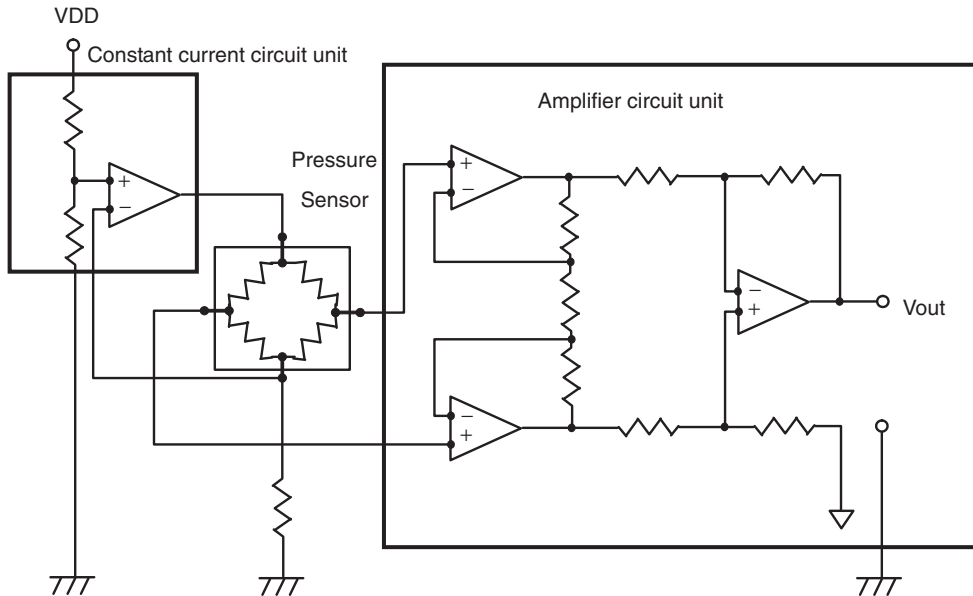 VDD
Constant current circuit unit
Amplifier circuit unit
Pressure
Sensor
+
−
+
−
−
+
−
+
Vout